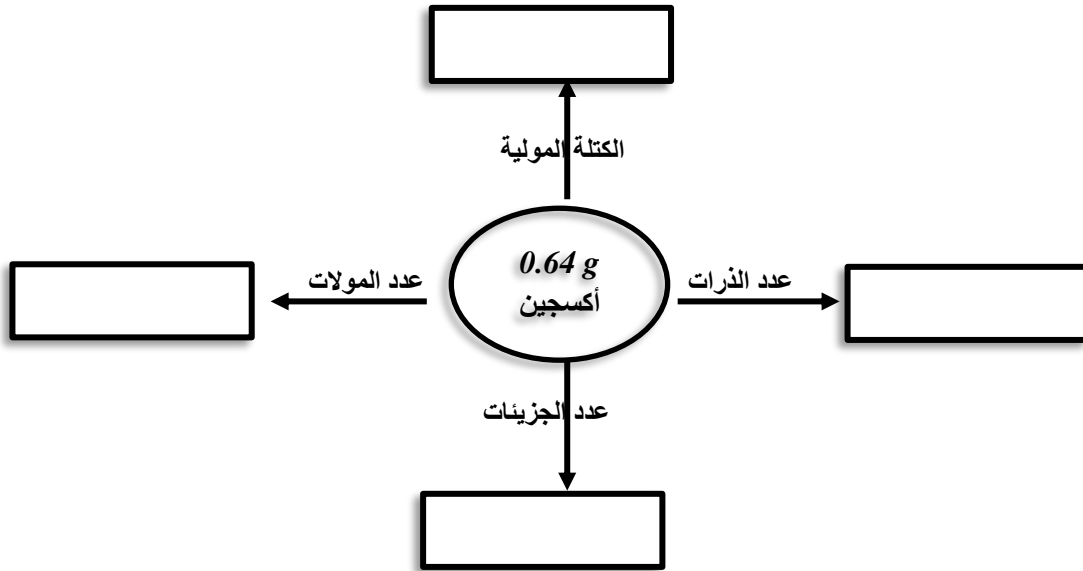 الكتلة المولية
عدد المولات
0.64 g
أكسجين
عدد الذرات
عدد الجزيئات